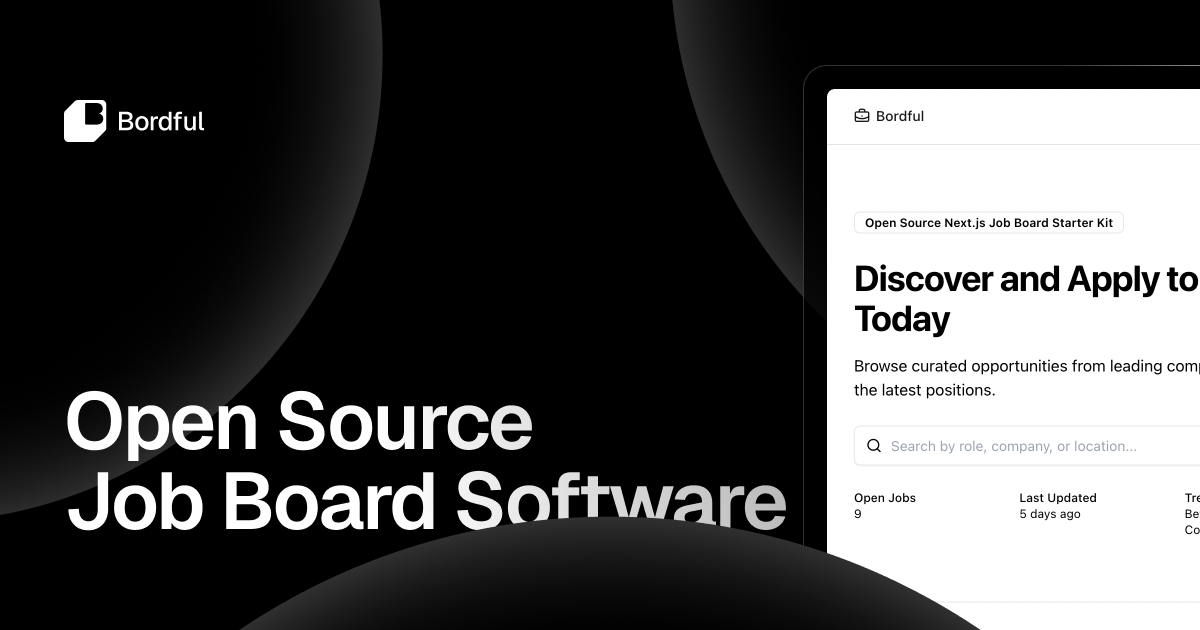 Bordful
Open Source
Job Board Software
Bordful
Open Source Next.js Job Board Starter Kit
Discover and Apply to
Today
Browse curated opportunities from leading
the latest positions.
Search by role, company, or location...
Open Jobs
9
Last Updated
5 days ago